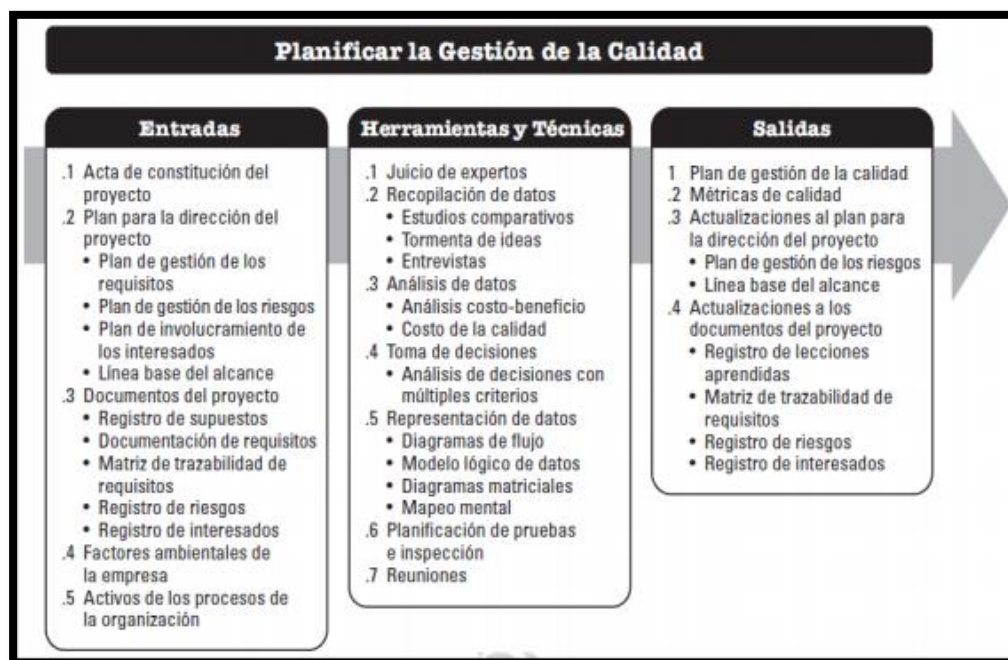 Planificar la Gestión de la Calidad
Entradas
.1 Acta de constitución del
proyecto
.2 Plan para la dirección del
proyecto
• Plan de gestión de los
requisitos
• Plan de gestión de los riesgos
• Plan de involucramiento de
los interesados
• Línea base del alcance
.3 Documentos del proyecto
• Registro de supuestos
• Documentación de requisitos
• Matriz de trazabilidad de
requisitos
• Registro de riesgos
• Registro de interesados
.4 Factores ambientales de
la empresa
.5 Activos de los procesos de
la organización
Herramientas y Técnicas
.1 Juicio de expertos
.2 Recopilación de datos
• Estudios comparativos
• Tormenta de ideas
• Entrevistas
.3 Análisis de datos
• Análisis costo-beneficio
• Costo de la calidad
.4 Toma de decisiones
• Análisis de decisiones con
múltiples criterios
.5 Representación de datos
• Diagramas de flujo
• Modelo lógico de datos
• Diagramas matriciales
• Mapeo mental
.6 Planificación de pruebas
e inspección
.7 Reuniones
Salidas
1 Plan de gestión de la calidad
.2 Métricas de calidad
.3 Actualizaciones al plan para
la dirección del proyecto
• Plan de gestión de los riesgos
• Línea base del alcance
.4 Actualizaciones a los
documentos del proyecto
• Registro de lecciones
aprendidas
• Matriz de trazabilidad de
requisitos
• Registro de riesgos
• Registro de interesados